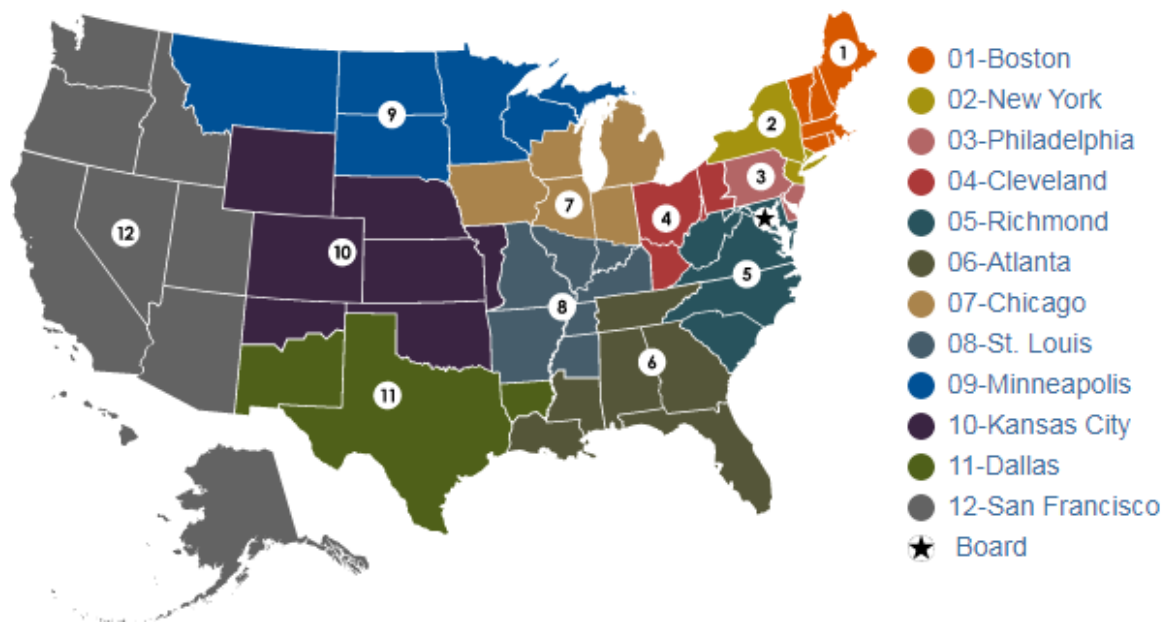 1
01-Boston
02-New York
2
03-Philadelphia
9
3
04-Cleveland
7
4
05-Richmond
12
10
5
06-Atlanta
8
07-Chicago
6
08-St. Louis
11
09-Minneapolis
10-Kansas City
11-Dallas
12-San Francisco
Board